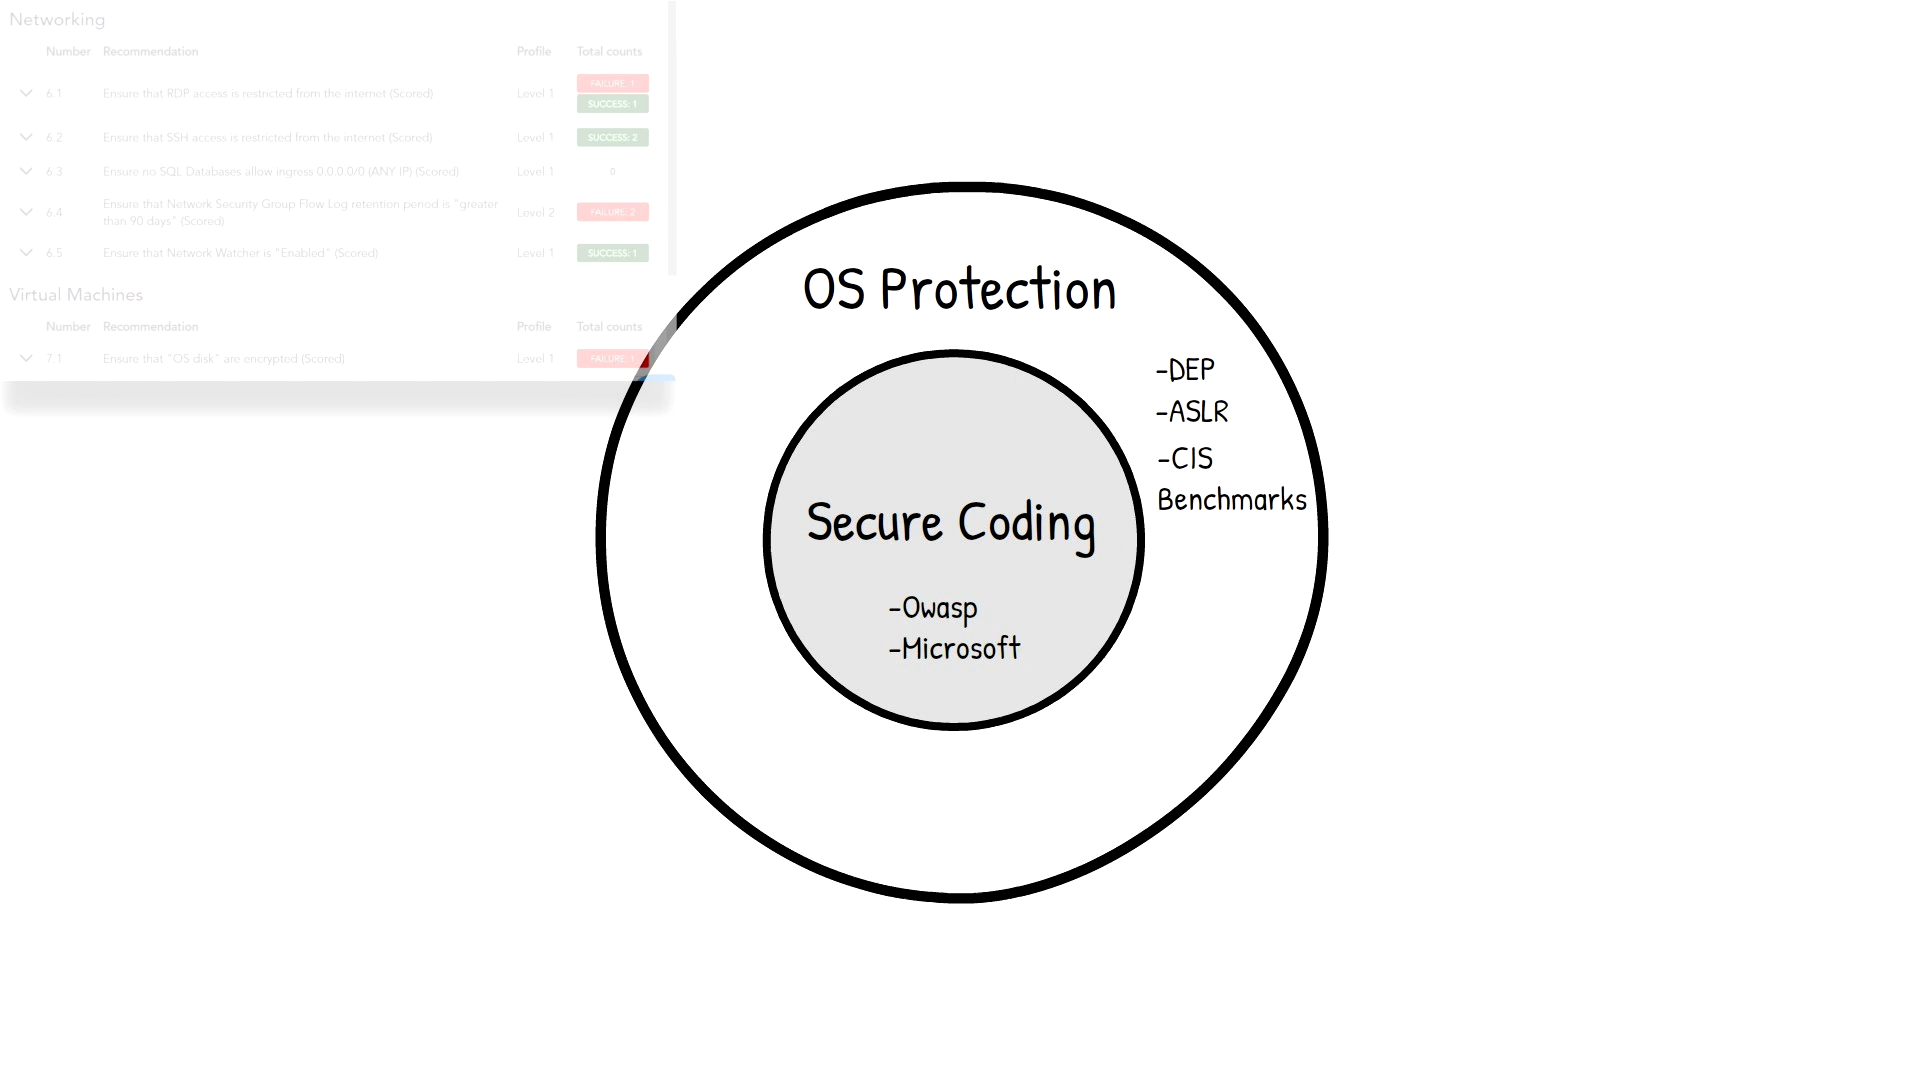 Networking
Number Recommendation Profile Total counts
6.1 Ensure that RDP access is restricted from the internet (Scored) Level 1 FAILURE: 1
SUCCESS: 1
6.2 Ensure that SSH access is restricted from the internet (Scored) Level 1 SUCCESS: 2
6.3 Ensure no SQL Databases allow ingress 0.0.0.0/0 (ANY IP) (Scored) Level 1 0
6.4 Ensure that Network Security Group Flow Log retention period is "greater
than 90 days" (Scored) Level 2 FAILURE: 2
6.5 Ensure that Network Watcher is "Enabled" (Scored) Level 1 SUCCESS: 1
Virtual Machines
Number Recommendation Profile Total counts
7.1 Ensure that "OS disk" are encrypted (Scored) Level 1 FAILURE: 1
OS Protection
-DEP
-ASLR
-CIS
Benchmarks
Secure Coding
-Owasp
-Microsoft